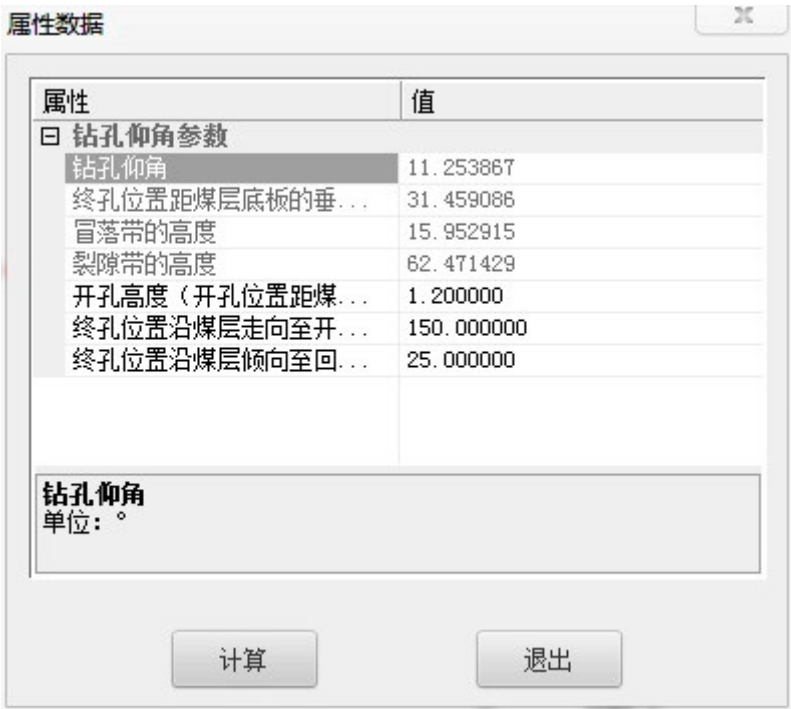 属性数据
属性 值
钻孔仰角参数
钻孔仰角 11.253867
终孔位置距煤层底板的垂... 31.459086
冒落带的高度 15.952915
裂隙带的高度 62.471429
开孔高度（开孔位置距煤... 1.200000
终孔位置沿煤层走向至开... 150.000000
终孔位置沿煤层倾向至回... 25.000000
钻孔仰角
单位：°
计算 退出